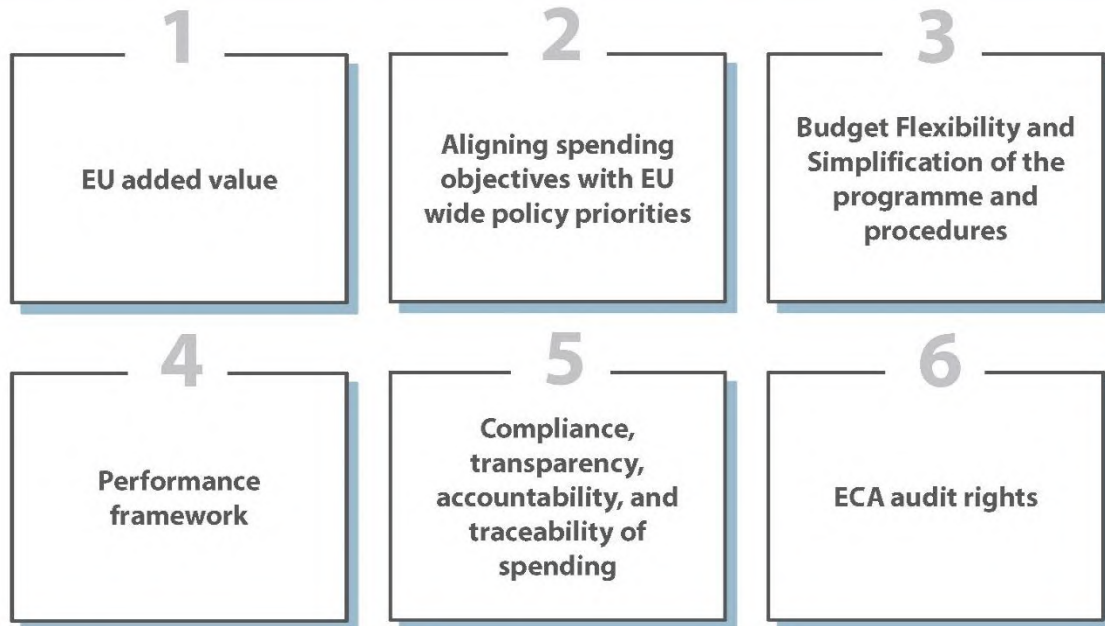 1
EU added value
2
Aligning spending
objectives with EU
wide policy priorities
3
Budget Flexibility and
Simplification of the
programme and
procedures
4
Performance
framework
5
Compliance,
transparency,
accountability, and
traceability of
spending
6
ECA audit rights